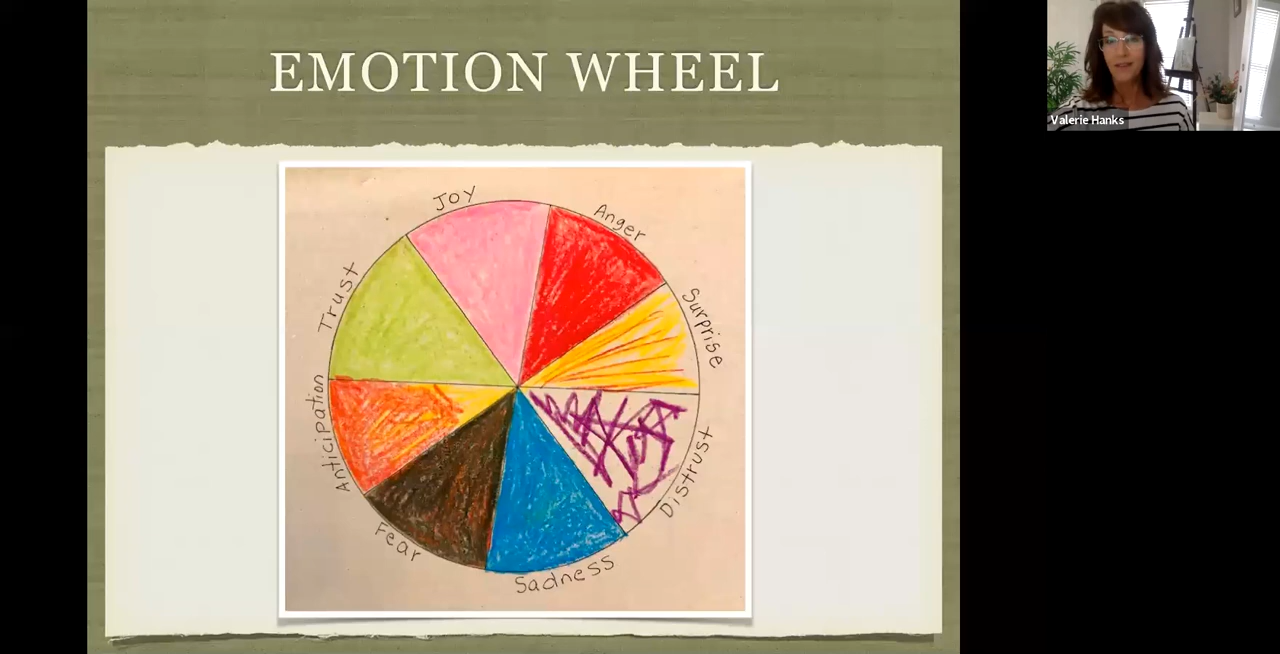 EMOTION WHEEL
Valerie Hanks
Joy
Anger
Surprise
Distrust
Sadness
Fear
Anticipation
Trust